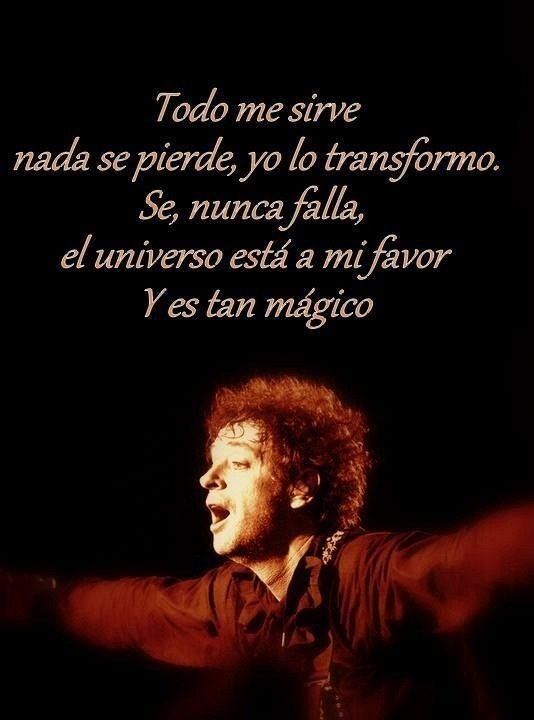 Todo me sirve
nada se pierde, yo lo transformo.
Se, nunca falla,
el universo está a mi favor
Y es tan mágico